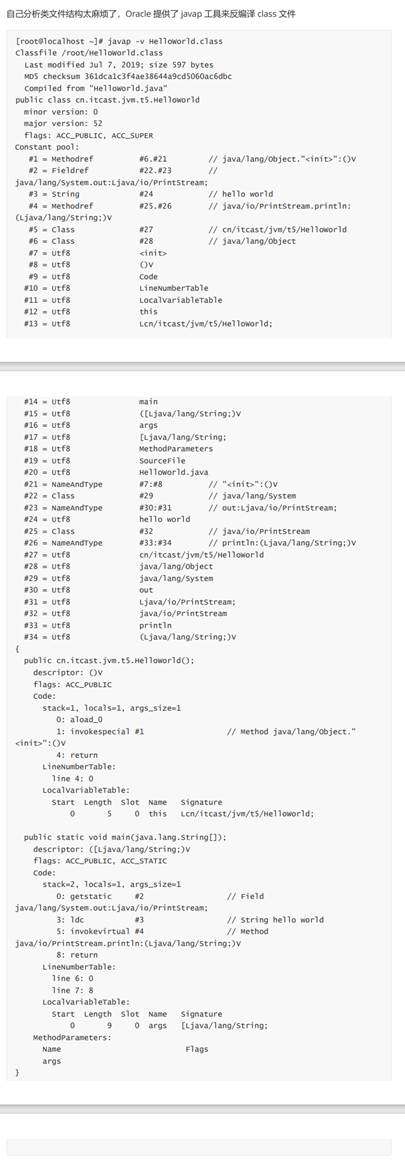 自己分析类文件结构太麻烦了，Oracle 提供了 javap 工具来反编译 class 文件
[root@localhost ~]# javap -v HelloWorld.class
Classfile /root/HelloWorld.class
Last modified Jul 7, 2019; size 597 bytes
MD5 checksum 361dca1c3f4ae38644a9cd5060ac6dbc
Compiled from "HelloWorld.java"
public class cn.itcast.jvm.t5.HelloWorld
minor version: 0
major version: 52
flags: ACC_PUBLIC, ACC_SUPER
Constant pool:
#1 = Methodref #6.#21 // java/lang/Object."<init>":()V
#2 = Fieldref #22.#23 //
java/lang/System.out:Ljava/io/PrintStream;
#3 = String #24 // hello world
#4 = Methodref #25.#26 // java/io/PrintStream.println:
(Ljava/lang/String;)V
#5 = Class #27 // cn/itcast/jvm/t5/HelloWorld
#6 = Class #28 // java/lang/Object
#7 = Utf8 <init>
#8 = Utf8 ()V
#9 = Utf8 Code
#10 = Utf8 LineNumberTable
#11 = Utf8 LocalVariableTable
#12 = Utf8 this
#13 = Utf8 Lcn/itcast/jvm/t5/HelloWorld;
#14 = Utf8 main
#15 = Utf8 ([Ljava/lang/String;)V
#16 = Utf8 args
#17 = Utf8 [Ljava/lang/String;
#18 = Utf8 MethodParameters
#19 = Utf8 SourceFile
#20 = Utf8 HelloWorld.java
#21 = NameAndType #7:#8 // "<init>":()V
#22 = Class #29 // java/lang/System
#23 = NameAndType #30:#31 // out:Ljava/io/PrintStream;
#24 = Utf8 hello world
#25 = Class #32 // java/io/PrintStream
#26 = NameAndType #33:#34 // println:(Ljava/lang/String;)V
#27 = Utf8 cn/itcast/jvm/t5/HelloWorld
#28 = Utf8 java/lang/Object
#29 = Utf8 java/lang/System
#30 = Utf8 out
#31 = Utf8 Ljava/io/PrintStream;
#32 = Utf8 java/io/PrintStream
#33 = Utf8 println
#34 = Utf8 (Ljava/lang/String;)V
{
public cn.itcast.jvm.t5.HelloWorld();
descriptor: ()V
flags: ACC_PUBLIC
Code:
stack=1, locals=1, args_size=1
0: aload_0
1: invokespecial #1 // Method java/lang/Object."
<init>":()V
4: return
LineNumberTable:
line 4: 0
LocalVariableTable:
Start Length Slot Name Signature
0 5 0 this Lcn/itcast/jvm/t5/HelloWorld;
public static void main(java.lang.String[]);
descriptor: ([Ljava/lang/String;)V
flags: ACC_PUBLIC, ACC_STATIC
Code:
stack=2, locals=1, args_size=1
0: getstatic #2 // Field
java/lang/System.out:Ljava/io/PrintStream;
3: ldc #3 // String hello world
5: invokevirtual #4 // Method
java/io/PrintStream.println:(Ljava/lang/String;)V
8: return
LineNumberTable:
line 6: 0
line 7: 8
LocalVariableTable:
Start Length Slot Name Signature
0 9 0 args [Ljava/lang/String;
MethodParameters:
Name Flags
args
}